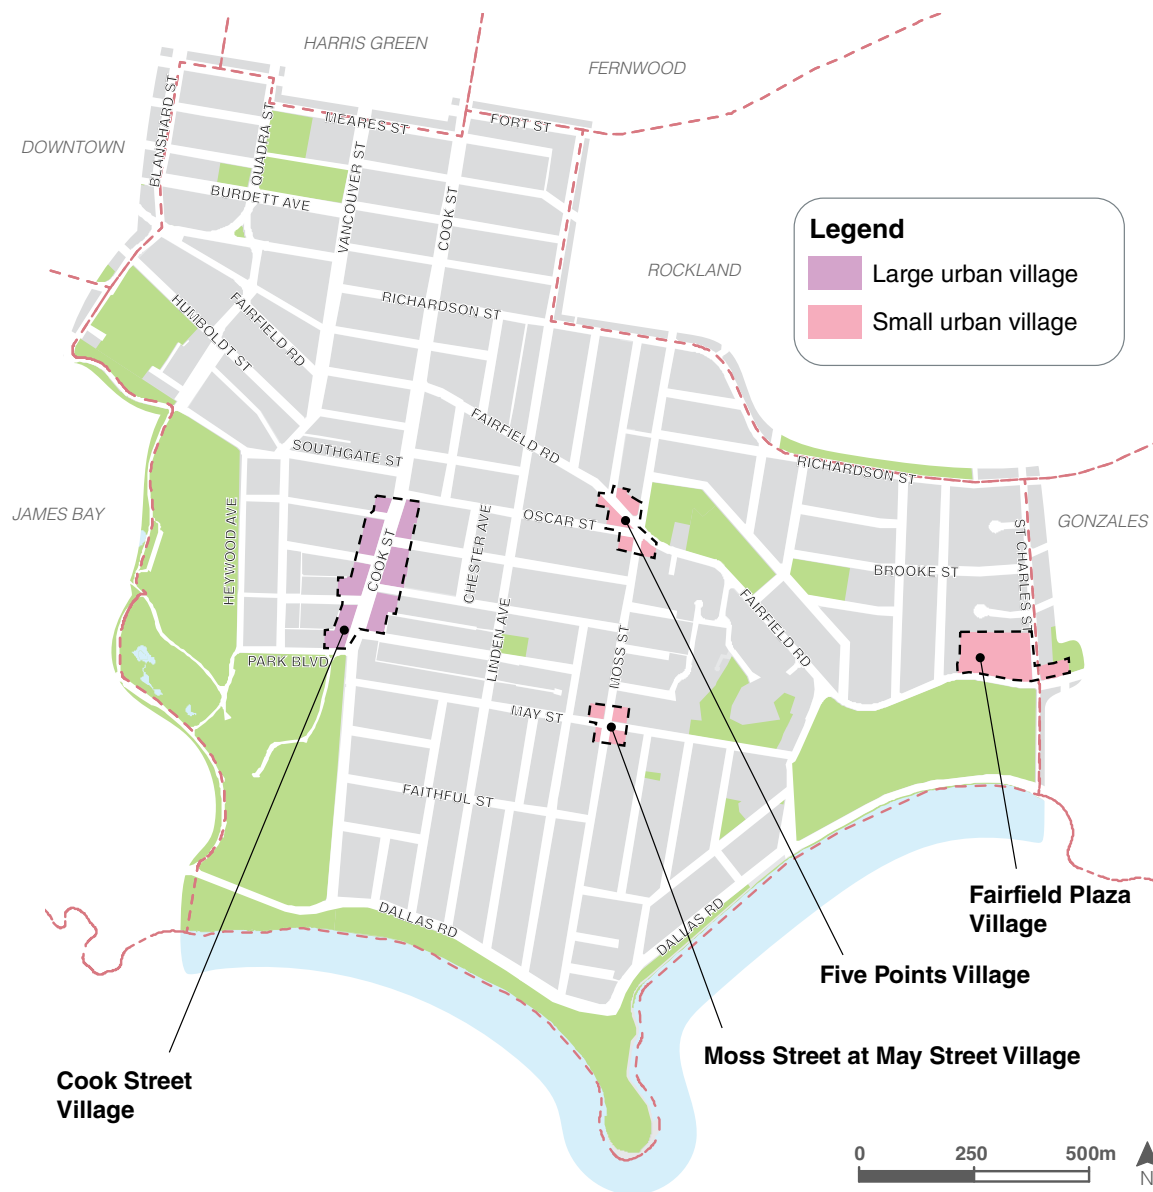 HARRIS GREEN
FERNWOOD
DOWNTOWN
BLANSHARD ST
QUADRA ST
MEARES ST
FORT ST
BURDETT AVE
VANCOUVER ST
COOK ST
ROCKLAND
Legend
Large urban village
Small urban village
HUMBOLDT ST
FAIRFIELD RD
RICHARDSON ST
FAIRFIELD RD
SOUTHGATE ST
RICHARDSON ST
JAMES BAY
HEYWOOD AVE
COOK ST
CHESTER AVE
OSCAR ST
GONZALES
ST CHARLES ST
BROOKE ST
FAIRFIELD RD
LINDEN AVE
MOSS ST
PARK BLVD
MAY ST
FAITHFUL ST
DALLAS RD
DALLAS RD
Fairfield Plaza
Village
Five Points Village
Moss Street at May Street Village
Cook Street
Village
0 250 500m
N